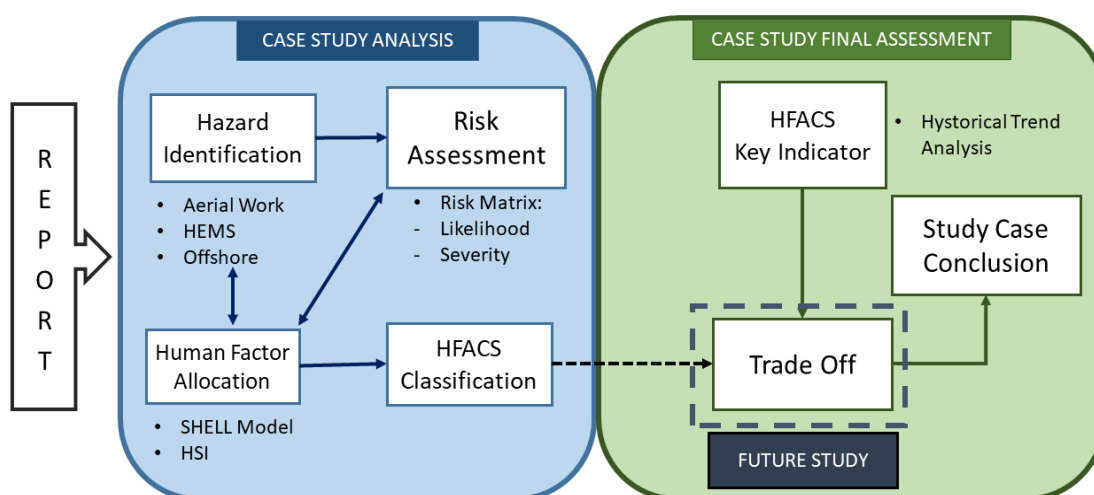 REPORT
CASE STUDY ANALYSIS
Hazard
Identification
• Aerial Work
• HEMS
• Offshore
Risk
Assessment
• Risk Matrix:
- Likelihood
- Severity
Human Factor
Allocation
• SHELL Model
• HSI
HFACS
Classification
CASE STUDY FINAL ASSESSMENT
HFACS
Key Indicator
• Hystorical Trend
Analysis
Study Case
Conclusion
Trade Off
FUTURE STUDY